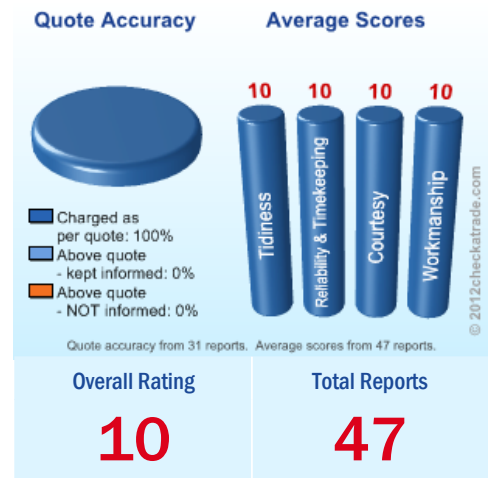 Quote Accuracy
Average Scores
10 10 10 10
Tidiness
Reliability & Timekeeping
Courtesy
Workmanship
Charged as
per quote: 100%
Above quote
- kept informed: 0%
Above quote
- NOT informed: 0%
© 2012checkatrade.com
Quote accuracy from 31 reports. Average scores from 47 reports.
Overall Rating
10
Total Reports
47